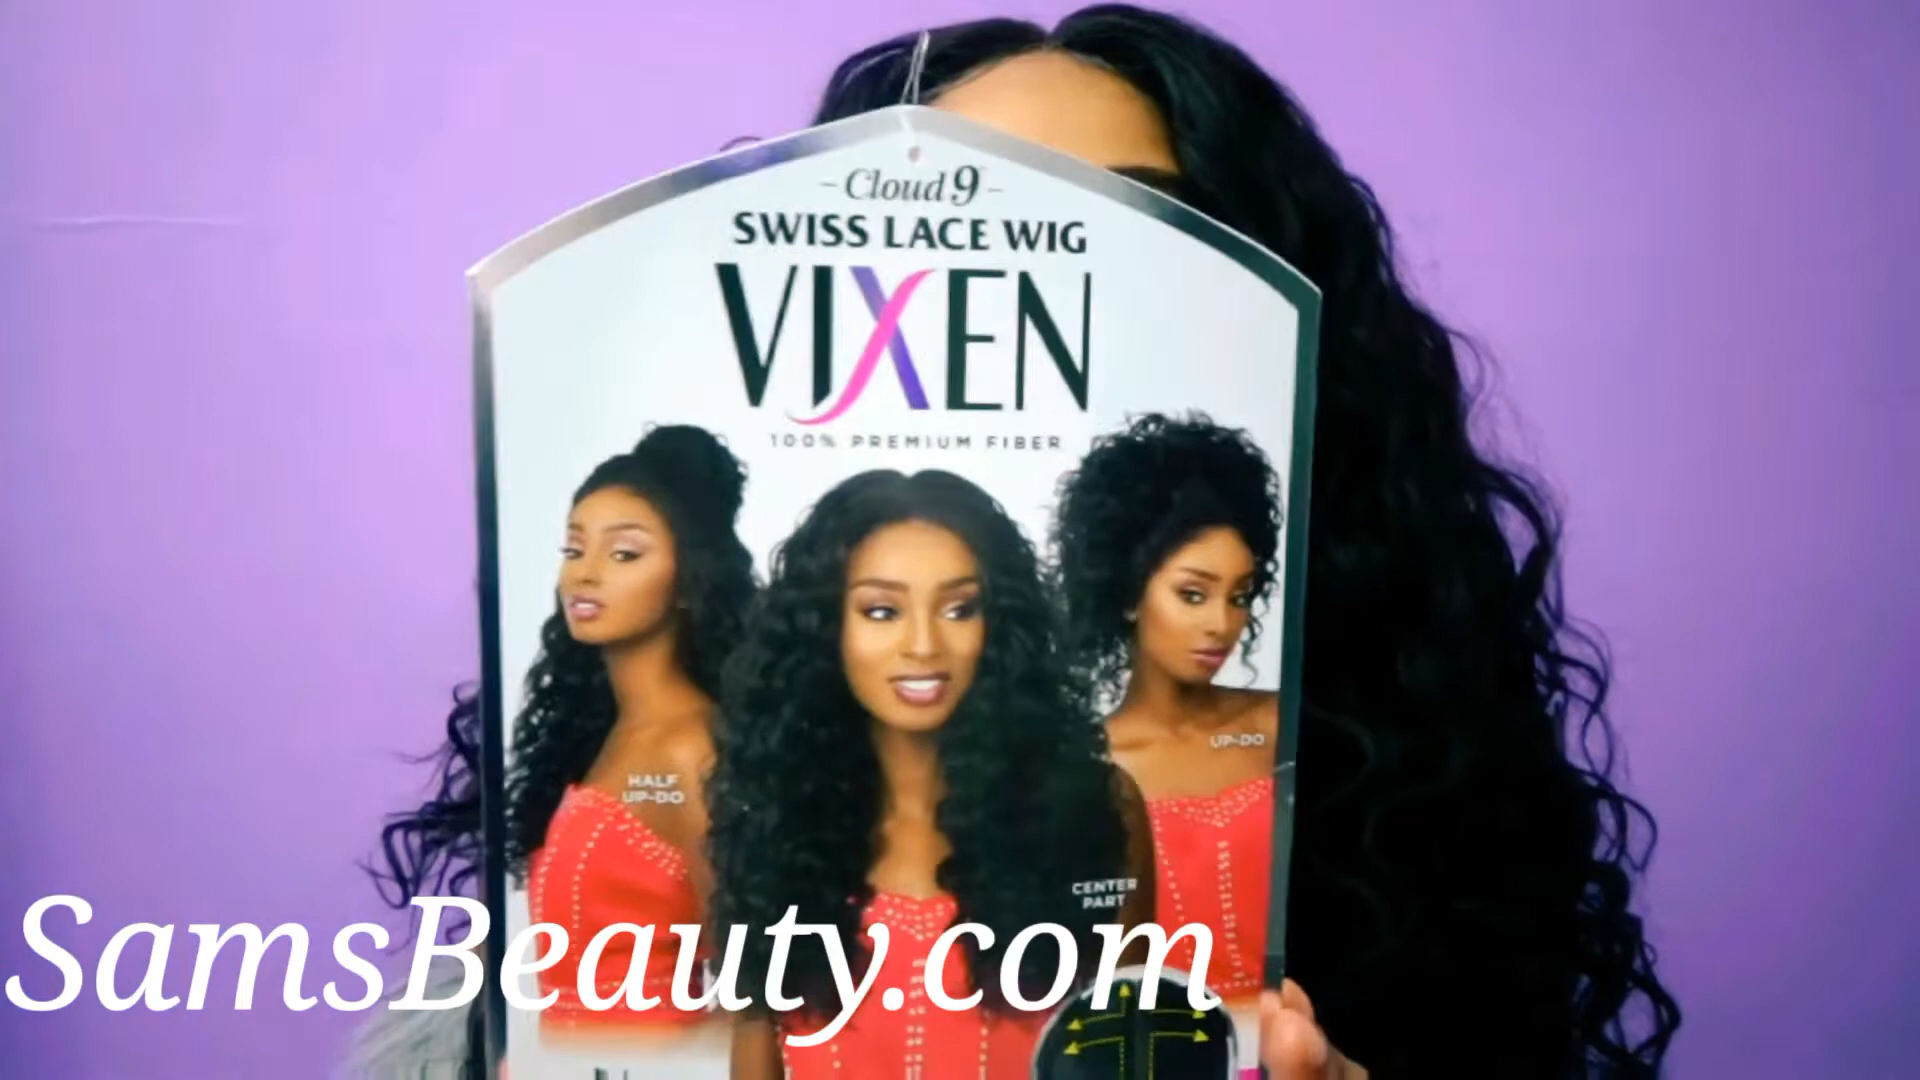 -Cloud 9-
SWISS LACE WIG
VIXEN
100% PREMIUM FIBER
UP-DO
HALF
UP-DO
CENTER
PART
SamsBeauty.com